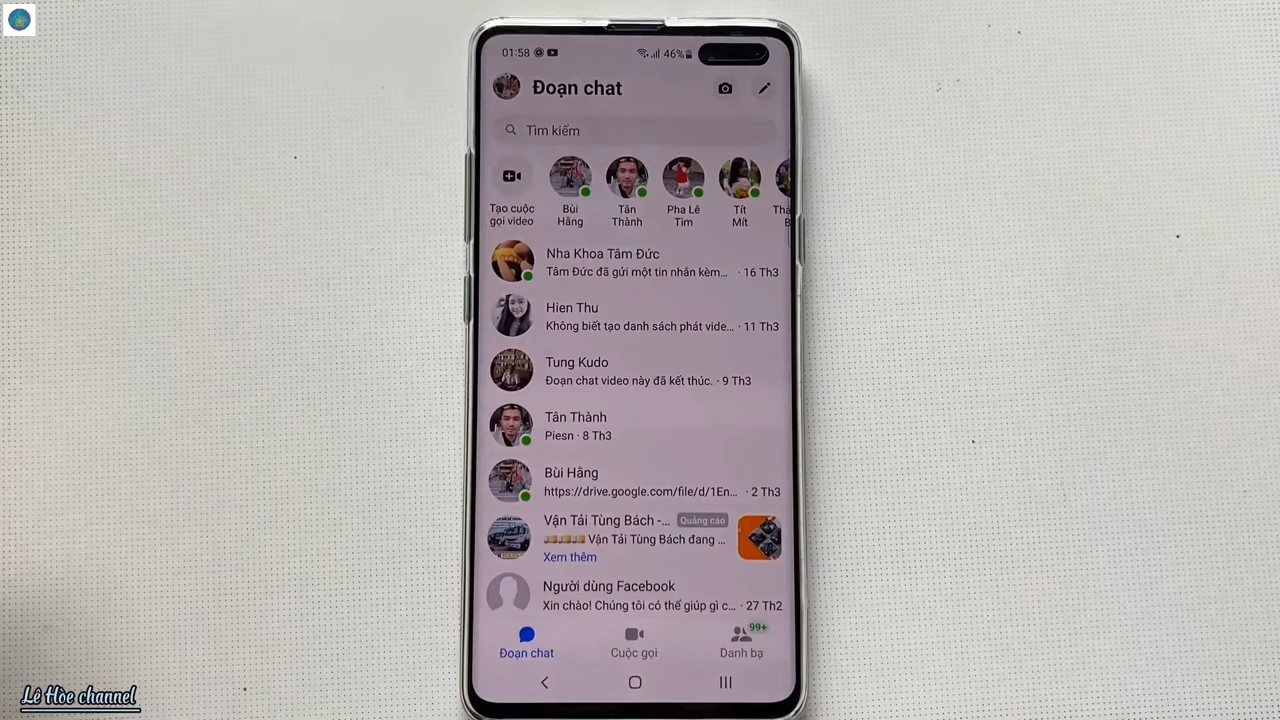 01:58
46%
Đoạn chat
Tìm kiếm
Tạo cuộc gọi video
Bùi Hằng
Tân Thành
Pha Lê Tim
Tít Mít
Nha Khoa Tâm Đức
Tâm Đức đã gửi một tin nhắn kèm... · 16 Th3
Hien Thu
Không biết tạo danh sách phát vide... · 11 Th3
Tung Kudo
Đoạn chat video này đã kết thúc. · 9 Th3
Tân Thành
Piesn · 8 Th3
Bùi Hằng
https://drive.google.com/file/d/1En... · 2 Th3
Vận Tải Tùng Bách -... Quảng cáo
Vận Tải Tùng Bách đang ...
Xem thêm
Người dùng Facebook
Xin chào! Chúng tôi có thể giúp gì c... · 27 Th2
99+
Đoạn chat
Cuộc gọi
Danh bạ
Lê Hòe channel